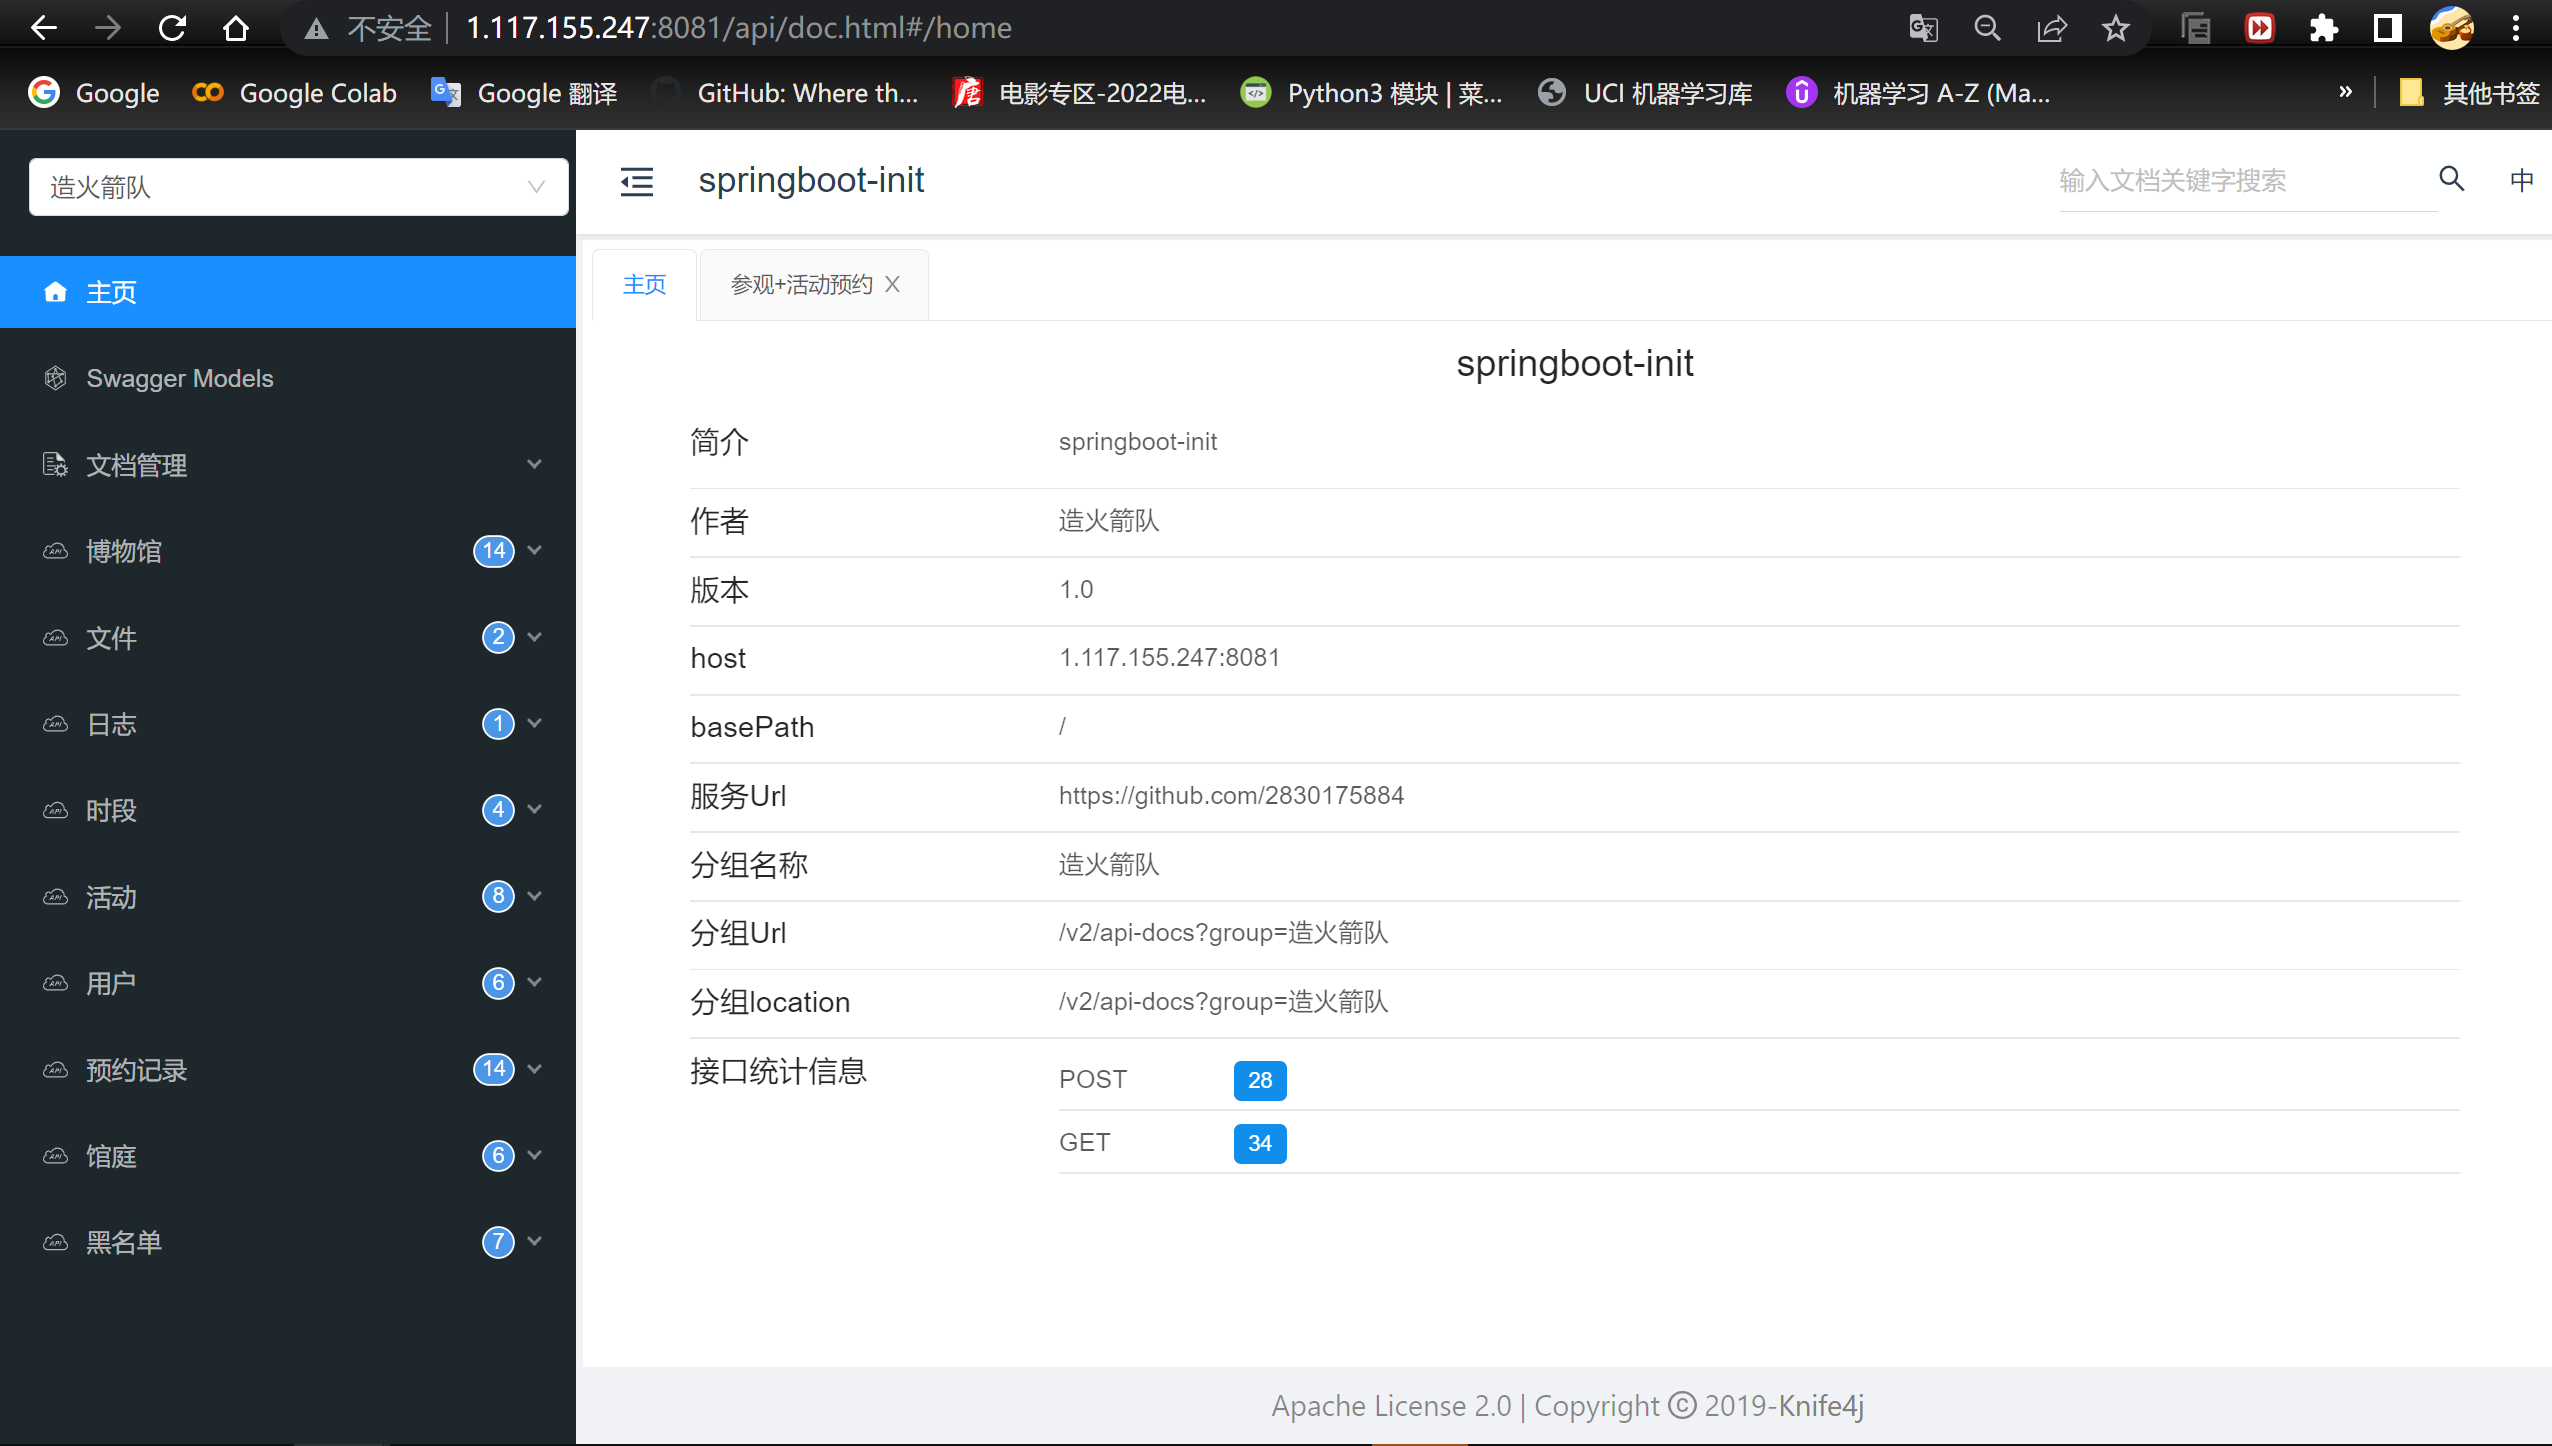 不安全 1.117.155.247:8081/api/doc.html#/home
Google Google Colab Google 翻译 GitHub: Where th... 电影专区-2022电... Python3 模块 | 菜... UCI 机器学习库 机器学习 A-Z (Ma... » 其他书签
造火箭队
主页
Swagger Models
文档管理
博物馆 14
文件 2
日志 1
时段 4
活动 8
用户 6
预约记录 14
馆庭 6
黑名单 7
springboot-init 输入文档关键字搜索 中
主页 参观+活动预约 X
springboot-init
简介 springboot-init
作者 造火箭队
版本 1.0
host 1.117.155.247:8081
basePath /
服务Url https://github.com/2830175884
分组名称 造火箭队
分组Url /v2/api-docs?group=造火箭队
分组location /v2/api-docs?group=造火箭队
接口统计信息 POST 28
GET 34
Apache License 2.0 | Copyright © 2019-Knife4j